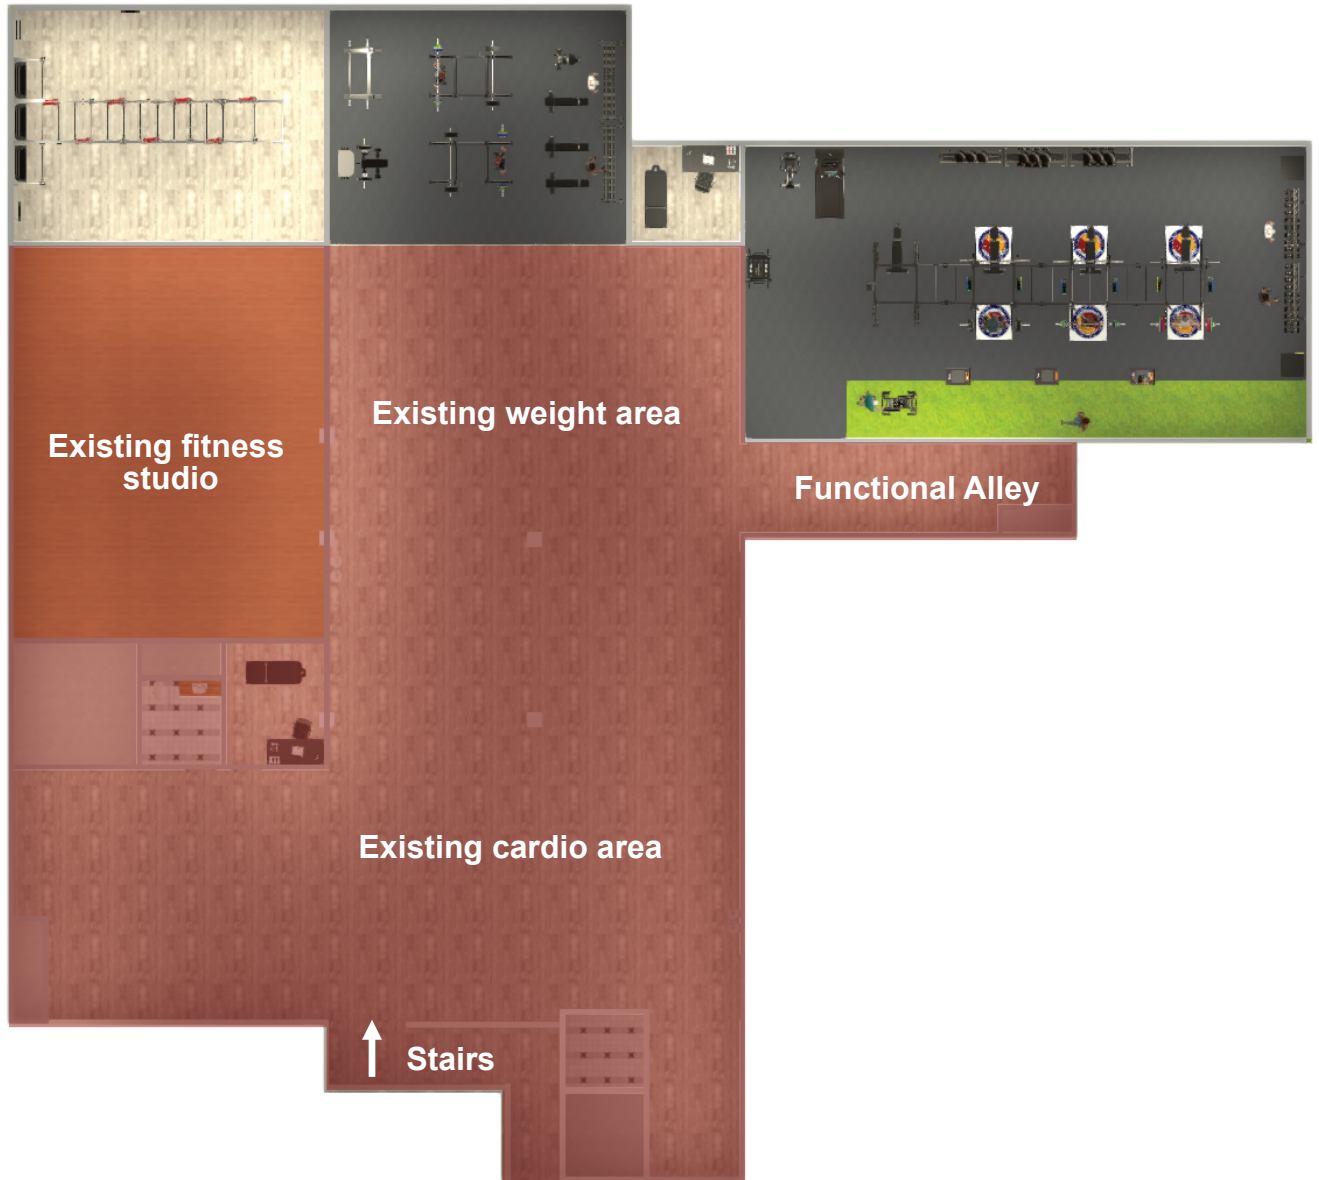 Existing weight area
Existing fitness
studio
Functional Alley
Existing cardio area
Stairs